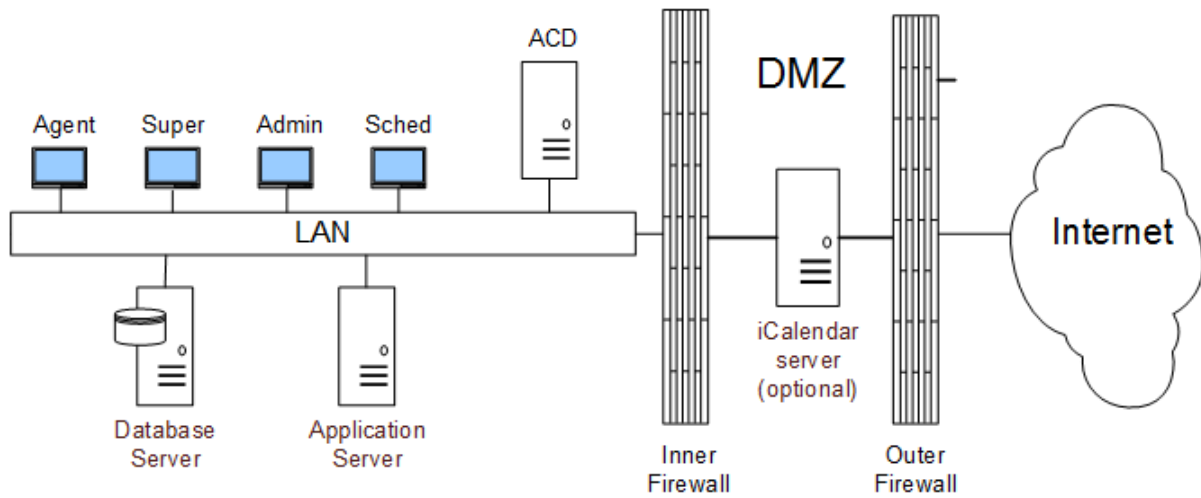 ACD
DMZ
Agent
Super
Admin
Sched
LAN
Internet
iCalendar
server
(optional)
Database
Server
Application
Server
Inner
Firewall
Outer
Firewall